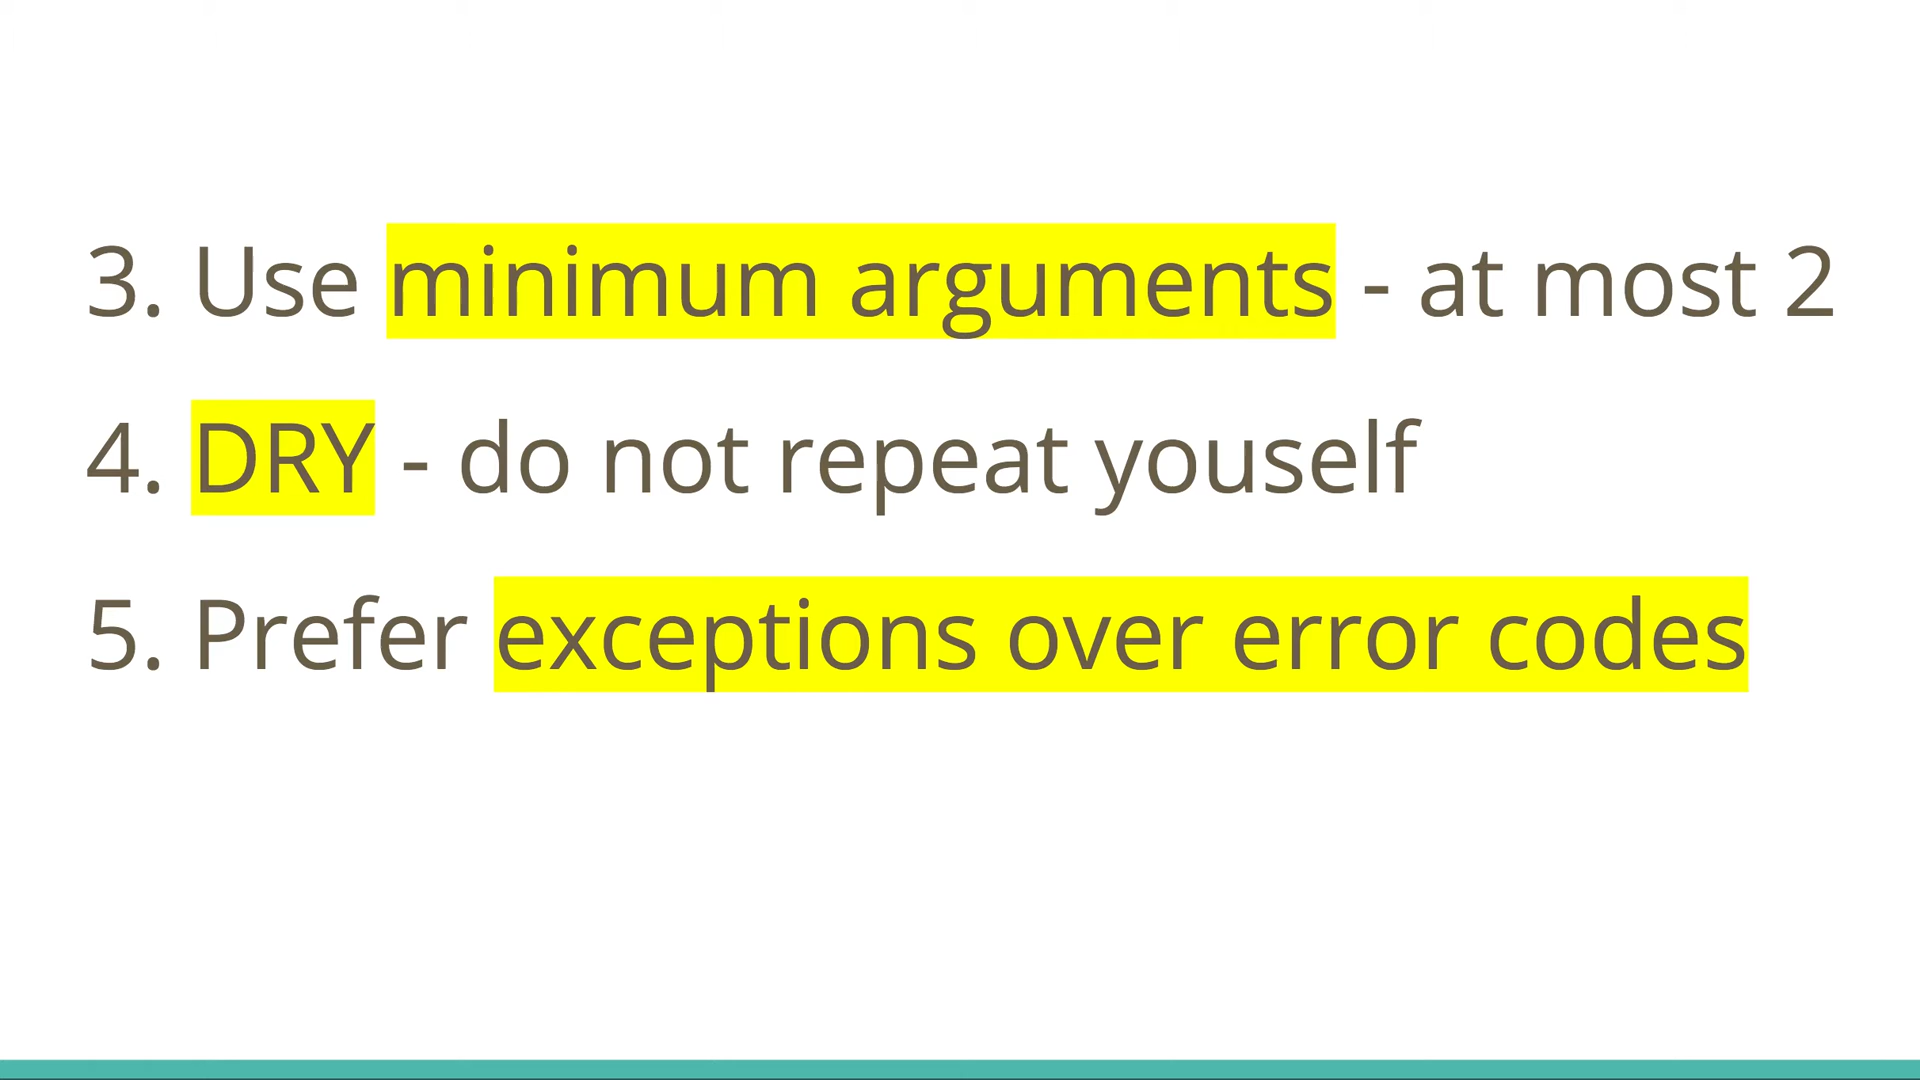 3. Use minimum arguments - at most 2
4. DRY - do not repeat youself
5. Prefer exceptions over error codes